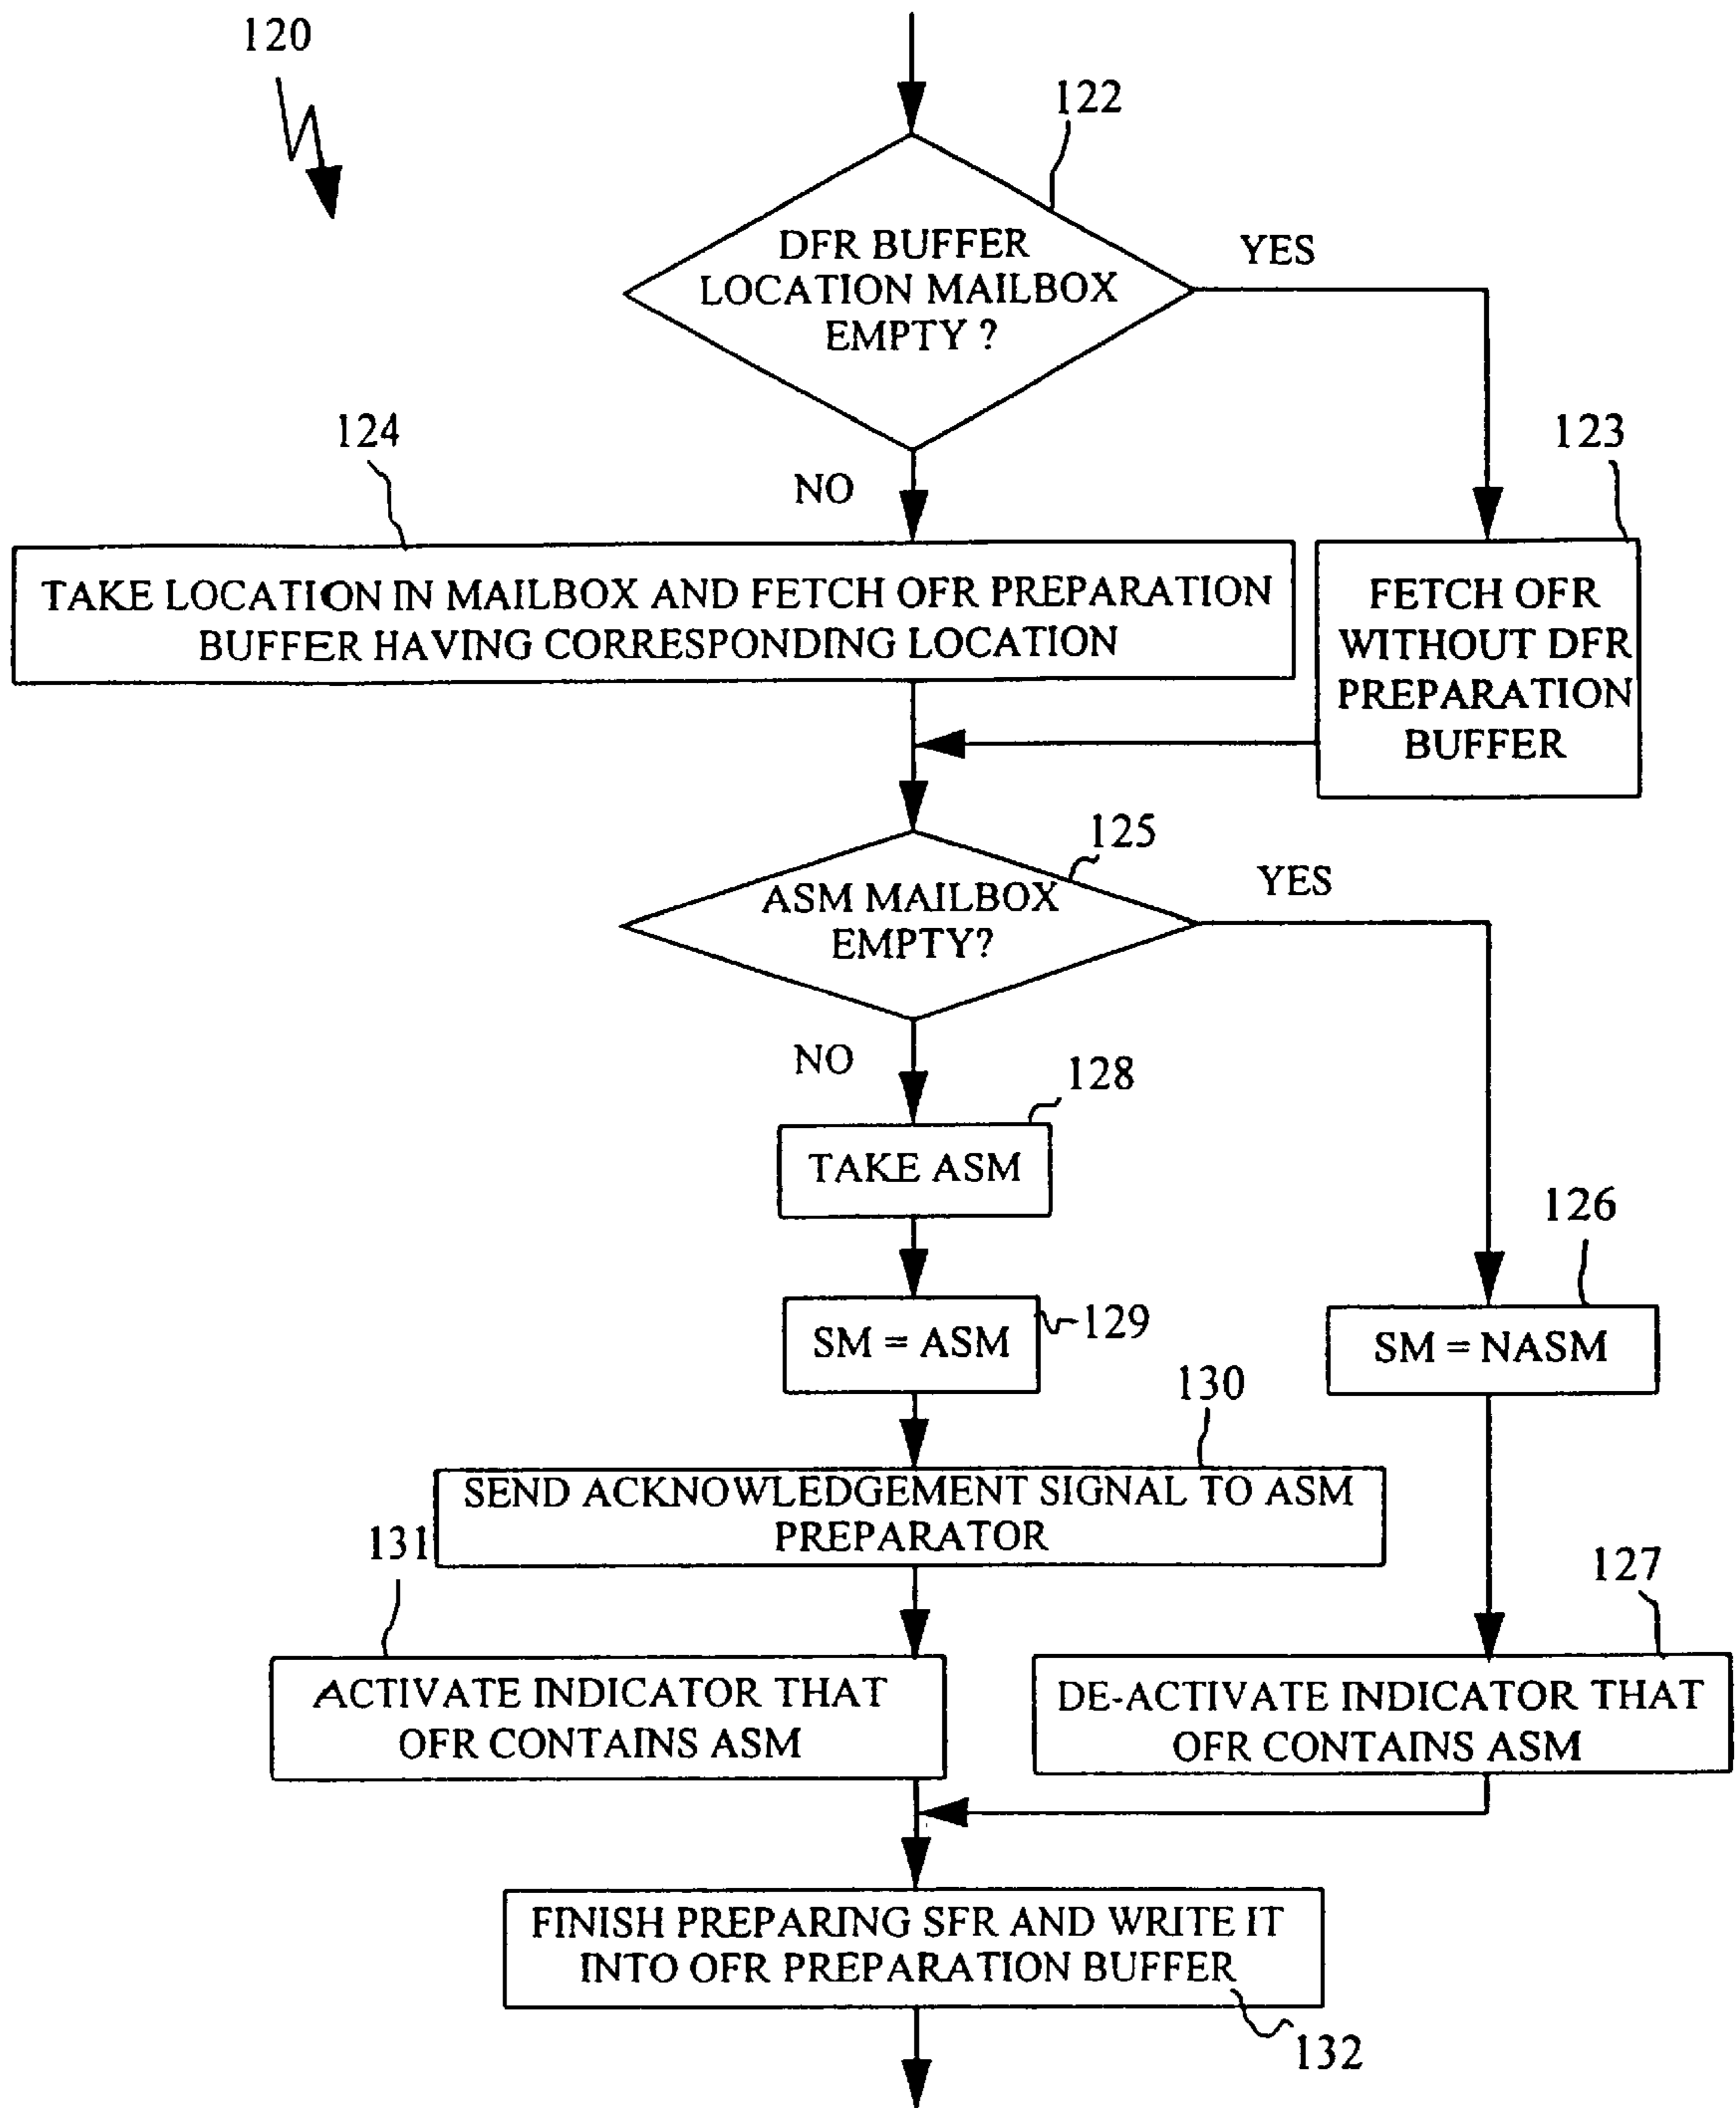 120
122
DFR BUFFER
LOCATION MAILBOX
EMPTY ?
YES
124
NO
123
TAKE LOCATION IN MAILBOX AND FETCH OFR PREPARATION
BUFFER HAVING CORRESPONDING LOCATION
FETCH OFR
WITHOUT DFR
PREPARATION
BUFFER
125
ASM MAILBOX
EMPTY?
YES
NO
128
TAKE ASM
126
SM = ASM
129
SM = NASM
130
SEND ACKNOWLEDGEMENT SIGNAL TO ASM
PREPARATOR
131
127
ACTIVATE INDICATOR THAT
OFR CONTAINS ASM
DE-ACTIVATE INDICATOR THAT
OFR CONTAINS ASM
FINISH PREPARING SFR AND WRITE IT
INTO OFR PREPARATION BUFFER
132